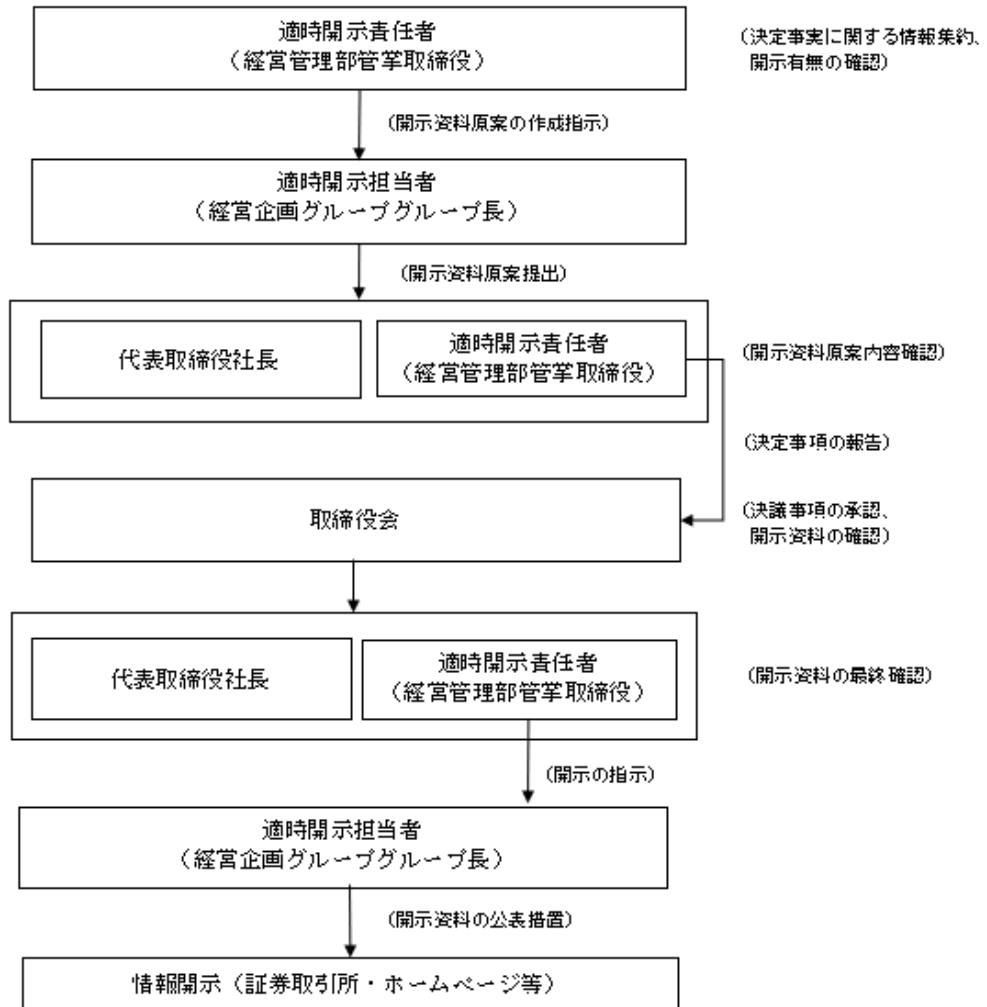 適時開示責任者
（経営管理部管掌取締役）
（決定事実に関する情報集約、
開示有無の確認）
（開示資料原案の作成指示）
適時開示担当者
（経営企画グループグループ長）
（開示資料原案提出）
代表取締役社長
適時開示責任者
（経営管理部管掌取締役）
（開示資料原案内容確認）
（決定事項の報告）
取締役会
（決議事項の承認、
開示資料の確認）
代表取締役社長
適時開示責任者
（経営管理部管掌取締役）
（開示資料の最終確認）
（開示の指示）
適時開示担当者
（経営企画グループグループ長）
（開示資料の公表措置）
情報開示（証券取引所・ホームページ等）